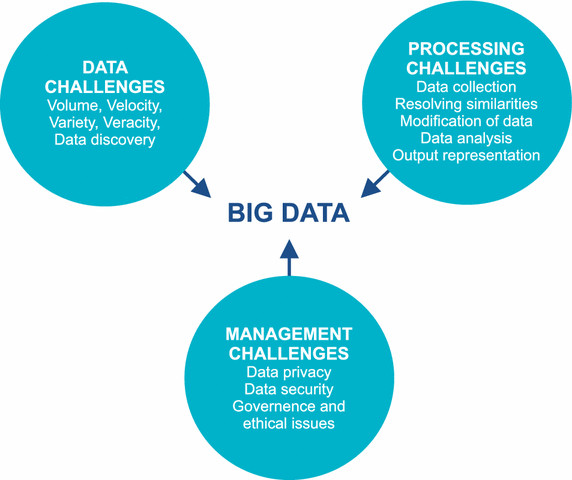 DATA
CHALLENGES
Volume, Velocity,
Variety, Veracity,
Data discovery
PROCESSING
CHALLENGES
Data collection
Resolving similarities
Modification of data
Data analysis
Output representation
BIG DATA
MANAGEMENT
CHALLENGES
Data privacy
Data security
Governence and
ethical issues